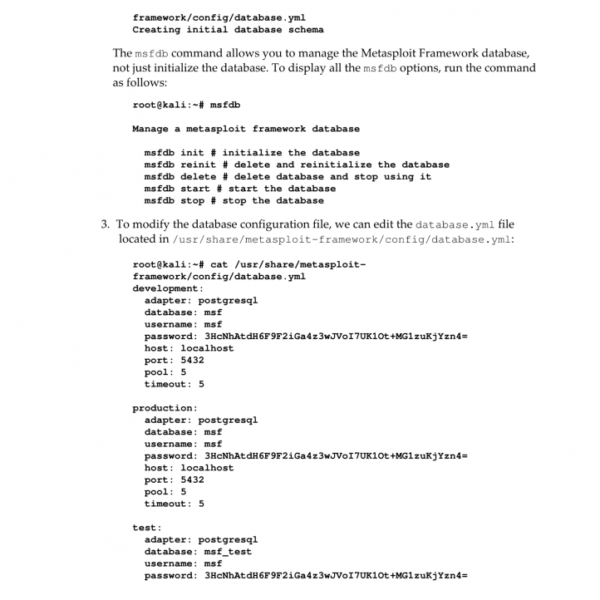 framework/config/database.yml
Creating initial database schema
The msfdb command allows you to manage the Metasploit Framework database,
not just initialize the database. To display all the msfdb options, run the command
as follows:
root@kali:~# msfdb
Manage a metasploit framework database
msfdb init # initialize the database
msfdb reinit # delete and reinitialize the database
msfdb delete # delete database and stop using it
msfdb start # start the database
msfdb stop # stop the database
3. To modify the database configuration file, we can edit the database.yml file
located in /usr/share/metasploit-framework/config/database.yml:
root@kali:~# cat /usr/share/metasploit-
framework/config/database.yml
development:
adapter: postgresql
database: msf
username: msf
password: 3HcNhAtdH6F9F2iGa4z3wJVoI7UK1Ot+MG1zuKjYzn4=
host: localhost
port: 5432
pool: 5
timeout: 5
production:
adapter: postgresql
database: msf
username: msf
password: 3HcNhAtdH6F9F2iGa4z3wJVoI7UK1Ot+MG1zuKjYzn4=
host: localhost
port: 5432
pool: 5
timeout: 5
test:
adapter: postgresql
database: msf_test
username: msf
password: 3HcNhAtdH6F9F2iGa4z3wJVoI7UK1Ot+MG1zuKjYzn4=